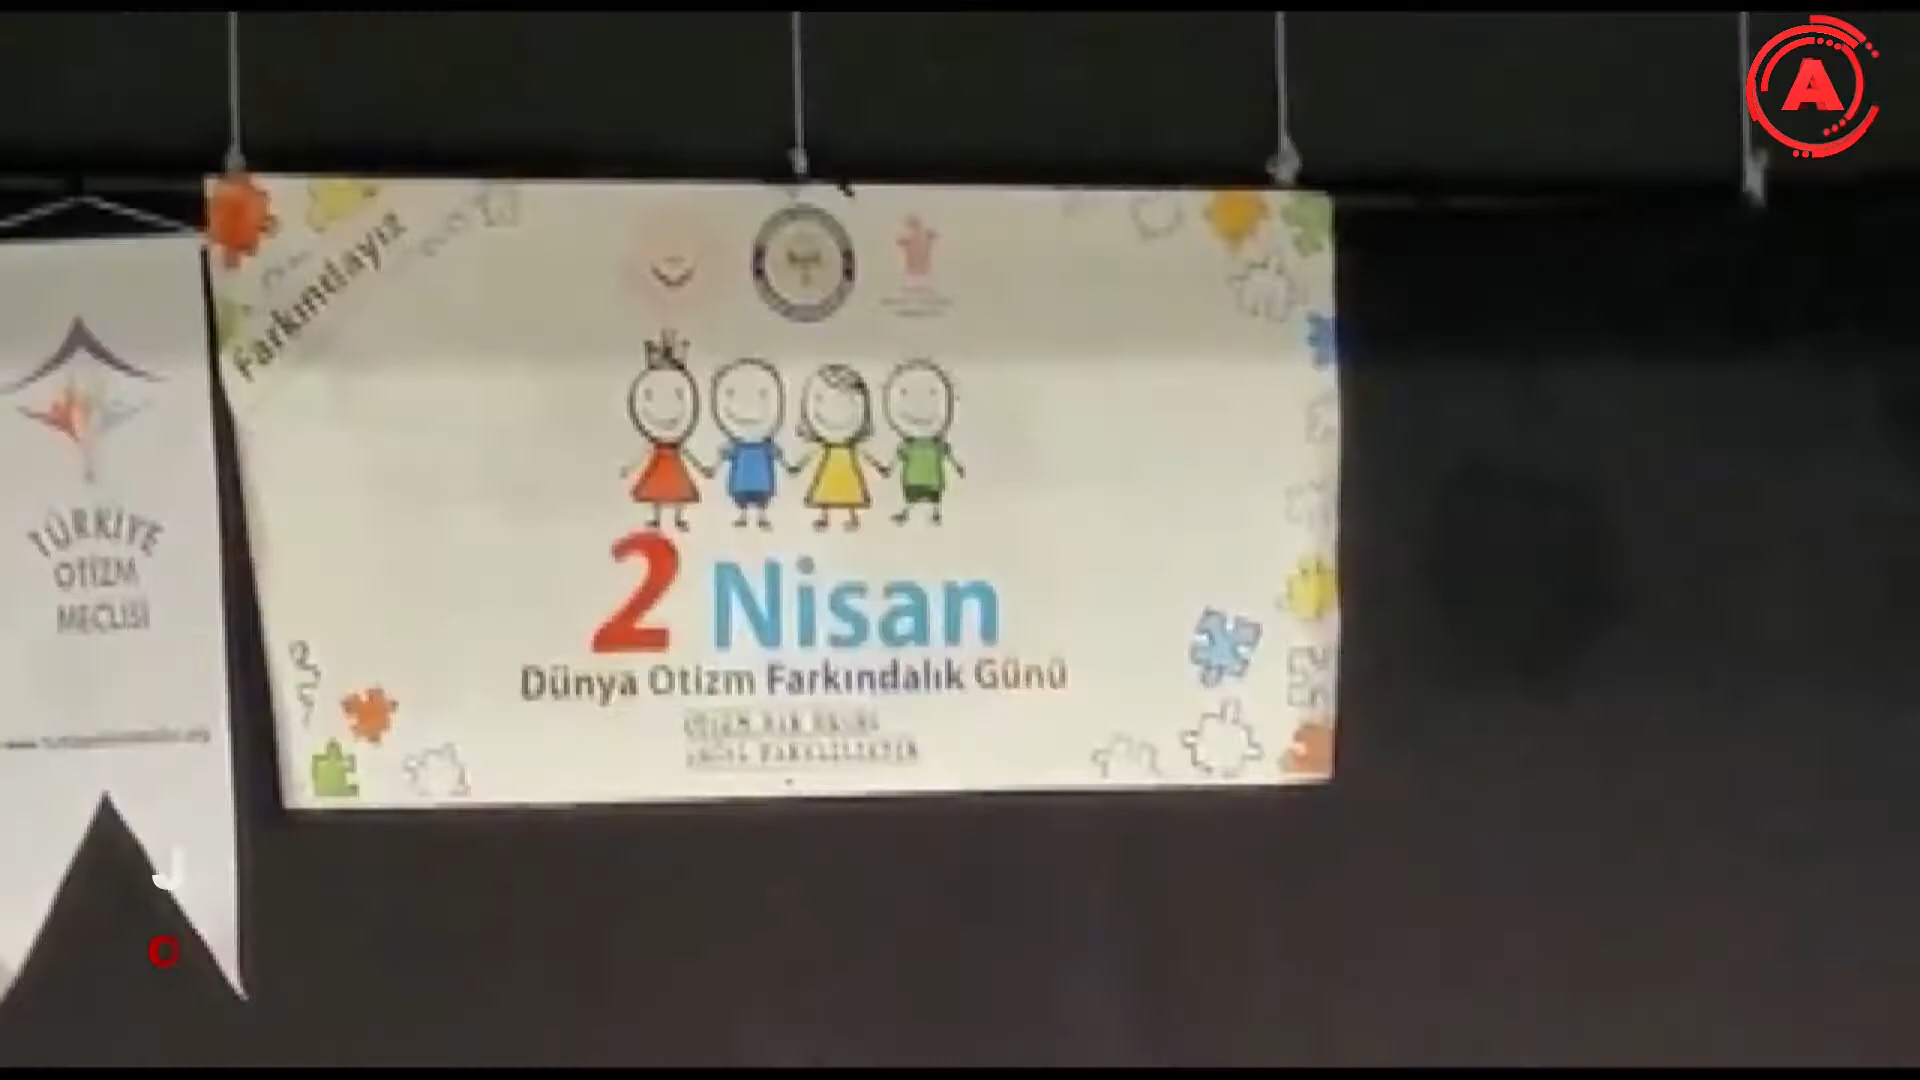 A
Farkındayız
2 Nisan
Dünya Otizm Farkındalık Günü
TÜRKİYE
OTİZM
MECLİSİ
J
O